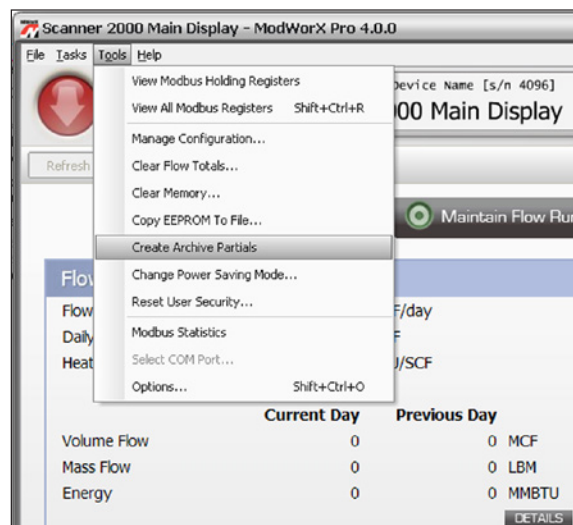 Scanner 2000 Main Display - ModWorX Pro 4.0.0
File Tasks Tools Help
View Modbus Holding Registers
View All Modbus Registers Shift+Ctrl+R
Manage Configuration...
Clear Flow Totals...
Clear Memory...
Copy EEPROM To File...
Create Archive Partials
Change Power Saving Mode...
Reset User Security...
Modbus Statistics
Select COM Port...
Options... Shift+Ctrl+O
Device Name [s/n 4096]
000 Main Display
Refresh
Maintain Flow Ru
Flo
Flow F/day
Daily F
Heat J/SCF
Current Day Previous Day
Volume Flow 0 0 MCF
Mass Flow 0 0 LBM
Energy 0 0 MMBTU
DETAILS